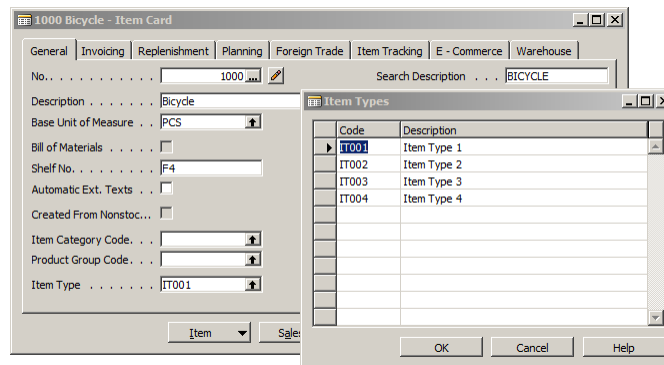 1000 Bicycle - Item Card
General Invoicing Replenishment Planning Foreign Trade Item Tracking E - Commerce Warehouse
No. . . . . . . . . . . . 1000 ... Search Description . . . BICYCLE
Description . . . . . . . Bicycle
Base Unit of Measure . . PCS
Bill of Materials . . . . .
Shelf No. . . . . . . . . . F4
Automatic Ext. Texts . .
Created From Nonstoc...
Item Category Code. . .
Product Group Code. . .
Item Type . . . . . . . IT001
Item Sales
Item Types
Code Description
IT001 Item Type 1
IT002 Item Type 2
IT003 Item Type 3
IT004 Item Type 4
OK Cancel Help